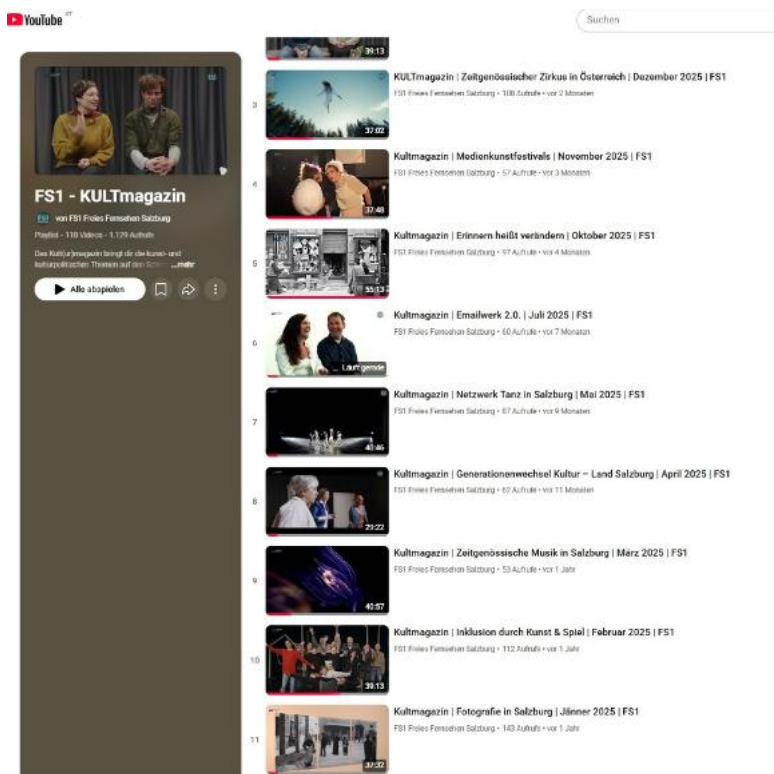 YouTube AT
Suchen
FS1 - KULTmagazin
FS1 von FS1 Freies Fernsehen Salzburg
Playlist • 110 Videos • 1.129 Aufrufe
Das Kult(ur)magazin bringt dir die kunst- und
kulturpolitischen Themen auf den ...mehr
Alle abspielen
39:13
3
37:02
KULTmagazin | Zeitgenössischer Zirkus in Österreich | Dezember 2025 | FS1
FS1 Freies Fernsehen Salzburg • 108 Aufrufe • vor 2 Monaten
4
37:48
Kultmagazin | Medienkunstfestivals | November 2025 | FS1
FS1 Freies Fernsehen Salzburg • 57 Aufrufe • vor 3 Monaten
5
55:13
Kultmagazin | Erinnern heißt verändern | Oktober 2025 | FS1
FS1 Freies Fernsehen Salzburg • 97 Aufrufe • vor 4 Monaten
6
Läuft gerade
Kultmagazin | Emailwerk 2.0. | Juli 2025 | FS1
FS1 Freies Fernsehen Salzburg • 60 Aufrufe • vor 7 Monaten
7
40:46
Kultmagazin | Netzwerk Tanz in Salzburg | Mai 2025 | FS1
FS1 Freies Fernsehen Salzburg • 67 Aufrufe • vor 9 Monaten
8
29:22
Kultmagazin | Generationenwechsel Kultur – Land Salzburg | April 2025 | FS1
FS1 Freies Fernsehen Salzburg • 62 Aufrufe • vor 11 Monaten
9
40:57
Kultmagazin | Zeitgenössische Musik in Salzburg | März 2025 | FS1
FS1 Freies Fernsehen Salzburg • 53 Aufrufe • vor 1 Jahr
10
39:13
Kultmagazin | Inklusion durch Kunst & Spiel | Februar 2025 | FS1
FS1 Freies Fernsehen Salzburg • 112 Aufrufe • vor 1 Jahr
11
37:32
Kultmagazin | Fotografie in Salzburg | Jänner 2025 | FS1
FS1 Freies Fernsehen Salzburg • 143 Aufrufe • vor 1 Jahr